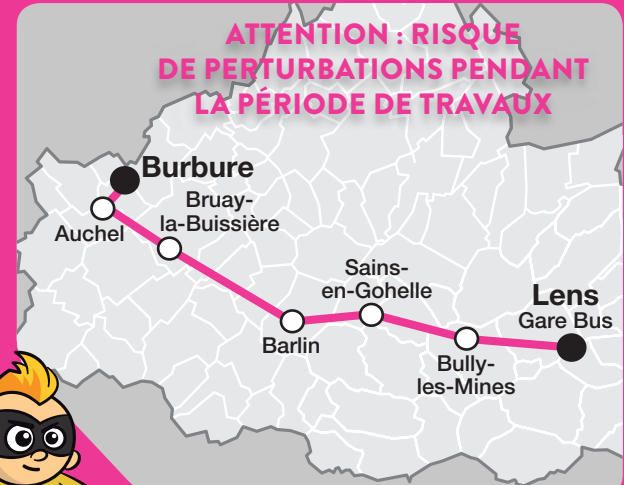 ATTENTION : RISQUE
DE PERTURBATIONS PENDANT
LA PÉRIODE DE TRAVAUX
Burbure
Auchel
Bruay-
la-Buissière
Barlin
Sains-
en-Gohelle
Bully-
les-Mines
Lens
Gare Bus